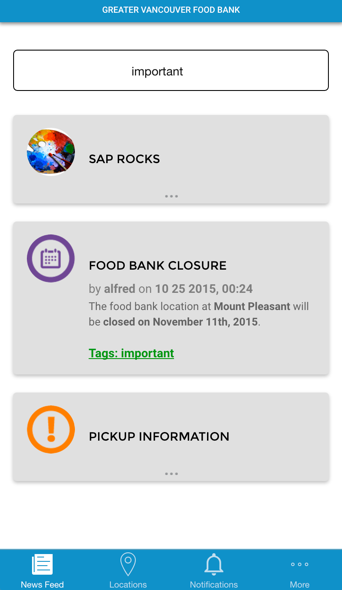 GREATER VANCOUVER FOOD BANK
important
SAP ROCKS
...
FOOD BANK CLOSURE
by alfred on 10 25 2015, 00:24
The food bank location at Mount Pleasant will
be closed on November 11th, 2015.
Tags: important
PICKUP INFORMATION
...
News Feed
Locations
Notifications
More